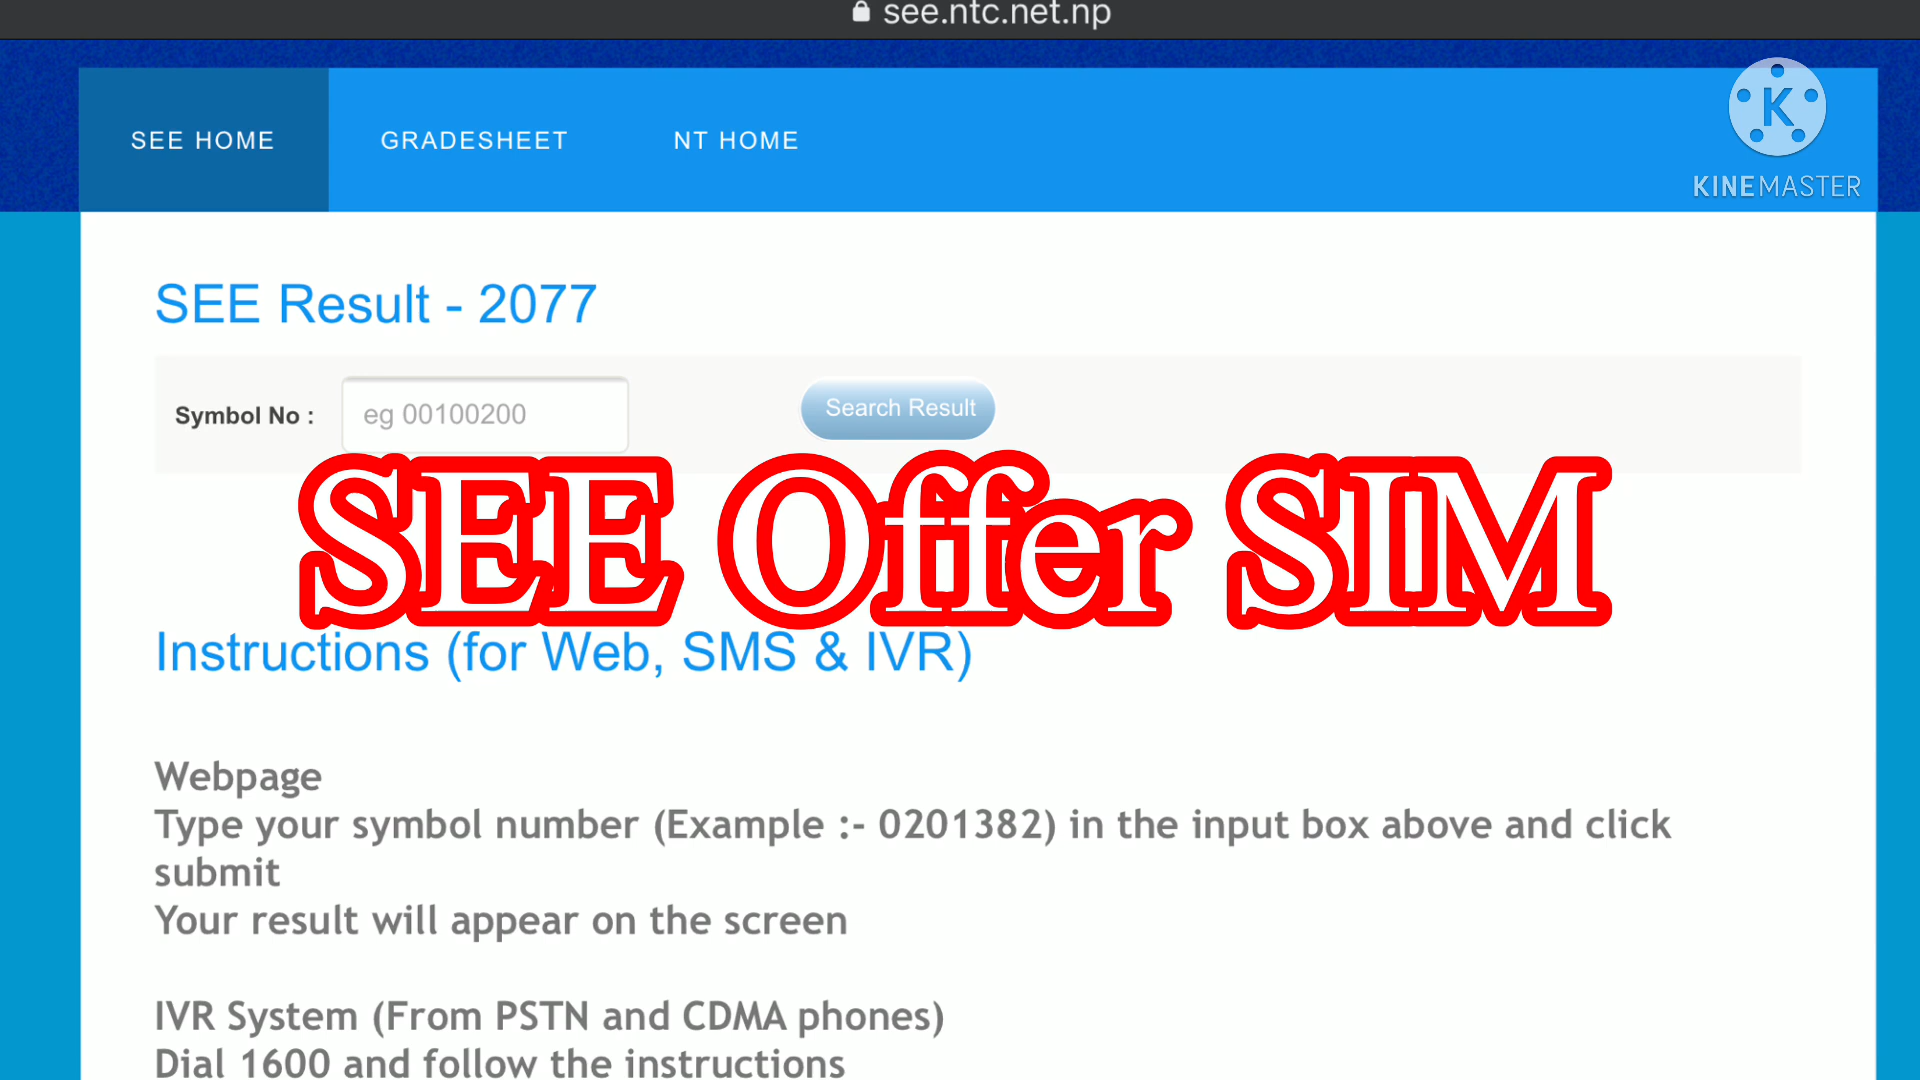 see.ntc.net.np
SEE HOME GRADESHEET NT HOME
K
KINEMASTER
SEE Result - 2077
Symbol No : eg 00100200 Search Result
SEE Offer SIM
Instructions (for Web, SMS & IVR)
Webpage
Type your symbol number (Example :- 0201382) in the input box above and click
submit
Your result will appear on the screen
IVR System (From PSTN and CDMA phones)
Dial 1600 and follow the instructions